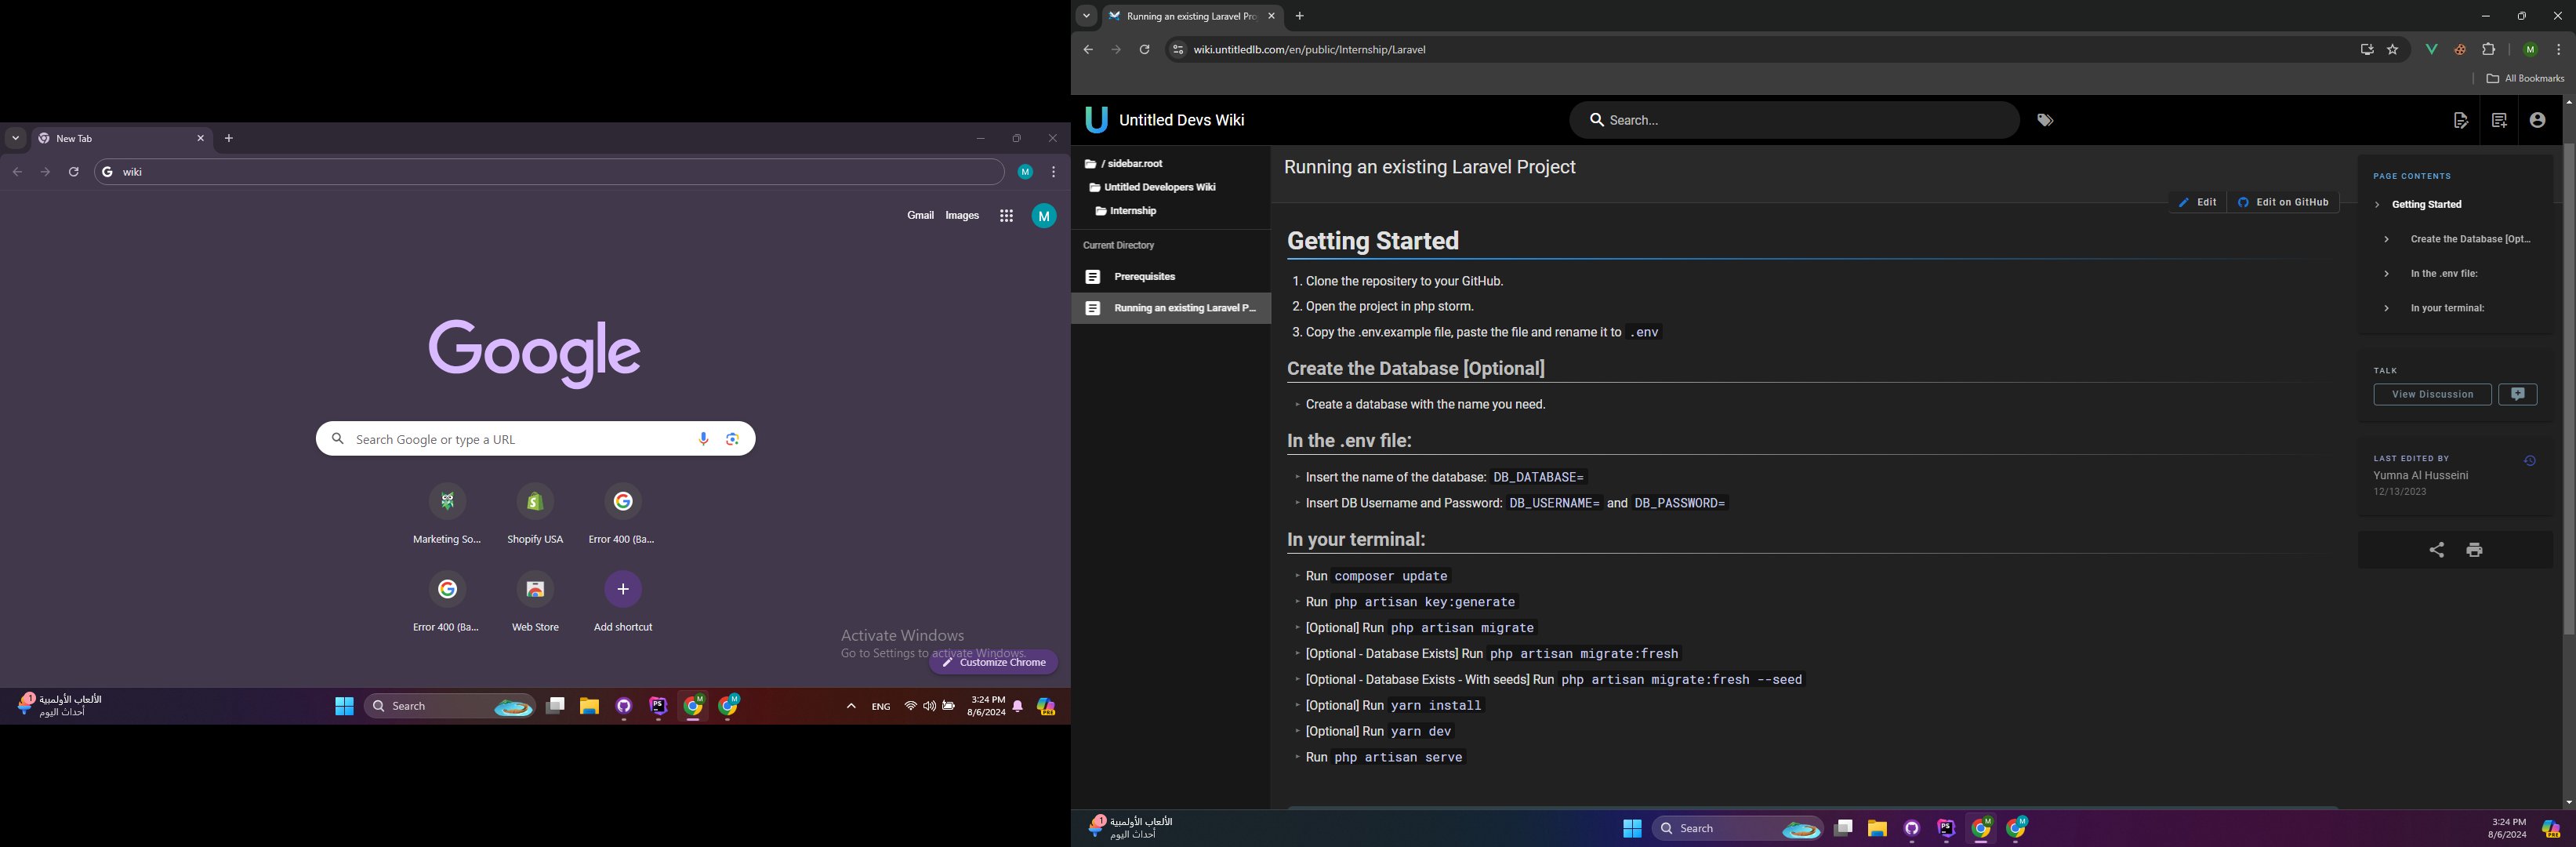 New Tab
wiki
Gmail Images
M
Google
Search Google or type a URL
Marketing So...
Shopify USA
Error 400 (Ba...
Error 400 (Ba...
Web Store
Add shortcut
Activate Windows
Go to Settings to activate Windows.
Customize Chrome
1
الألعاب الأولمبية
أحداث اليوم
Search
ENG
3:24 PM
8/6/2024
Running an existing Laravel Pro
wiki.untitledlb.com/en/public/Internship/Laravel
All Bookmarks
Untitled Devs Wiki
Search...
/ sidebar.root
Untitled Developers Wiki
Internship
Current Directory
Prerequisites
Running an existing Laravel P...
Running an existing Laravel Project
Edit
Edit on GitHub
Getting Started
1. Clone the repositery to your GitHub.
2. Open the project in php storm.
3. Copy the .env.example file, paste the file and rename it to .env
Create the Database [Optional]
Create a database with the name you need.
In the .env file:
Insert the name of the database: DB_DATABASE=
Insert DB Username and Password: DB_USERNAME= and DB_PASSWORD=
In your terminal:
Run composer update
Run php artisan key:generate
[Optional] Run php artisan migrate
[Optional - Database Exists] Run php artisan migrate:fresh
[Optional - Database Exists - With seeds] Run php artisan migrate:fresh --seed
[Optional] Run yarn install
[Optional] Run yarn dev
Run php artisan serve
PAGE CONTENTS
Getting Started
Create the Database [Opt...
In the .env file:
In your terminal:
TALK
View Discussion
LAST EDITED BY
Yumna Al Husseini
12/13/2023
1
الألعاب الأولمبية
أحداث اليوم
Search
3:24 PM
8/6/2024